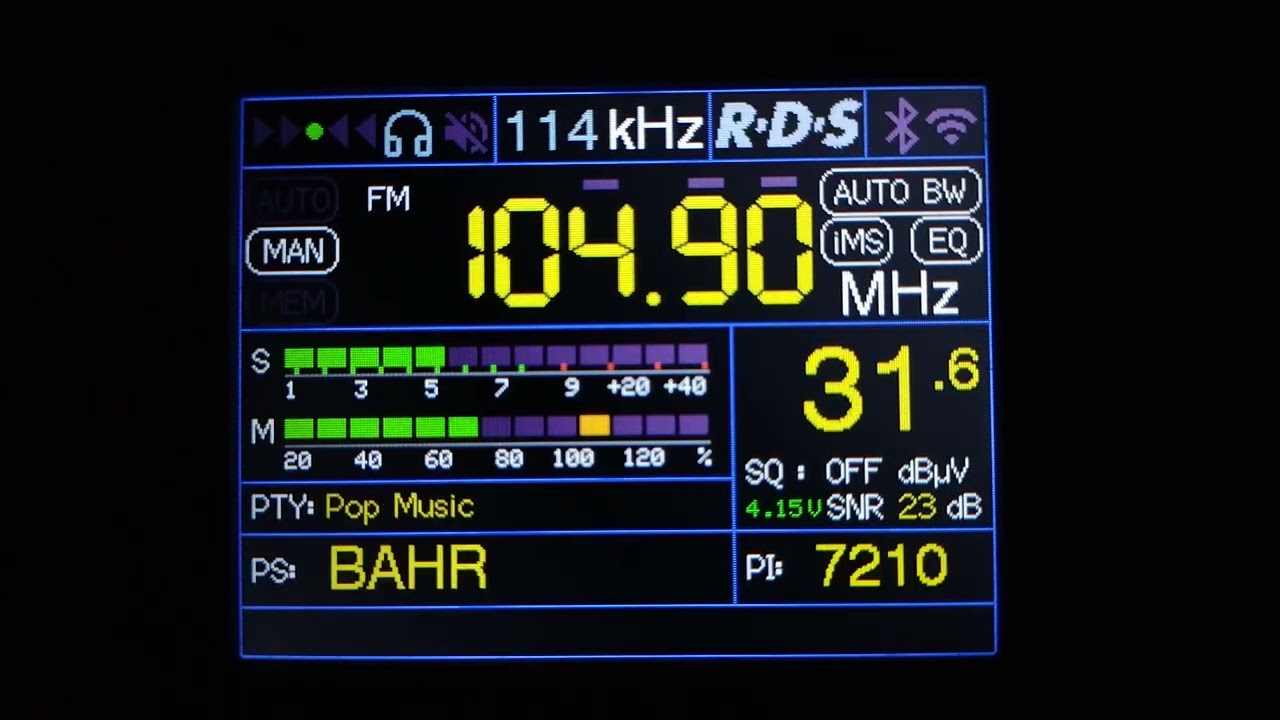 114 kHz R·D·S
AUTO FM 104.90 AUTO BW
MAN iMS EQ
MEM MHz
S 1 3 5 7 9 +20 +40
31.6
M 20 40 60 80 100 120 %
SQ : OFF dBµV
4.15V SNR 23 dB
PTY: Pop Music
PS: BAHR PI: 7210